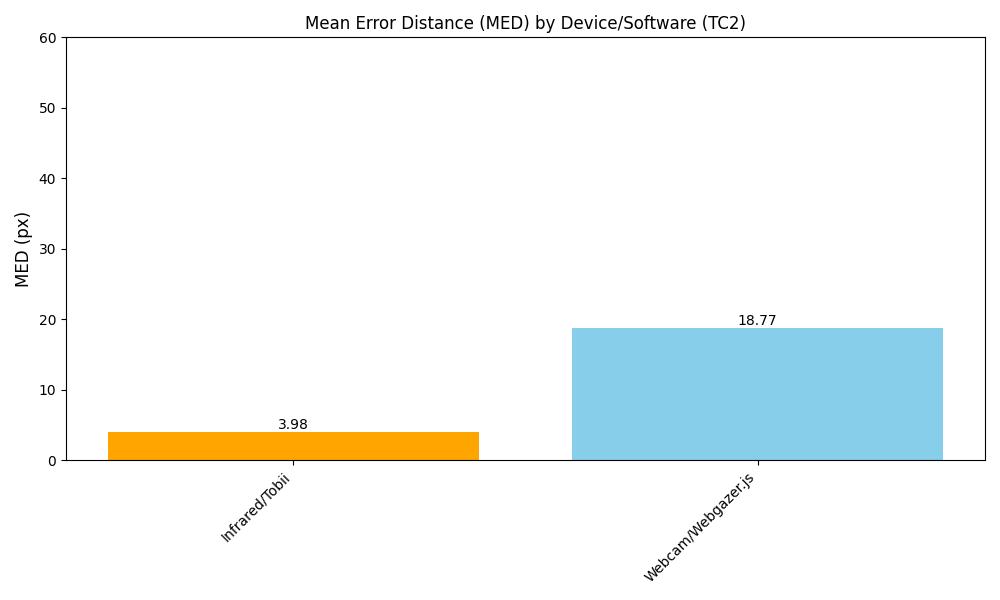 Mean Error Distance (MED) by Device/Software (TC2)
MED (px)
60
50
40
30
20
10
0
3.98
18.77
Infrared/Tobii
Webcam/Webgazer.js